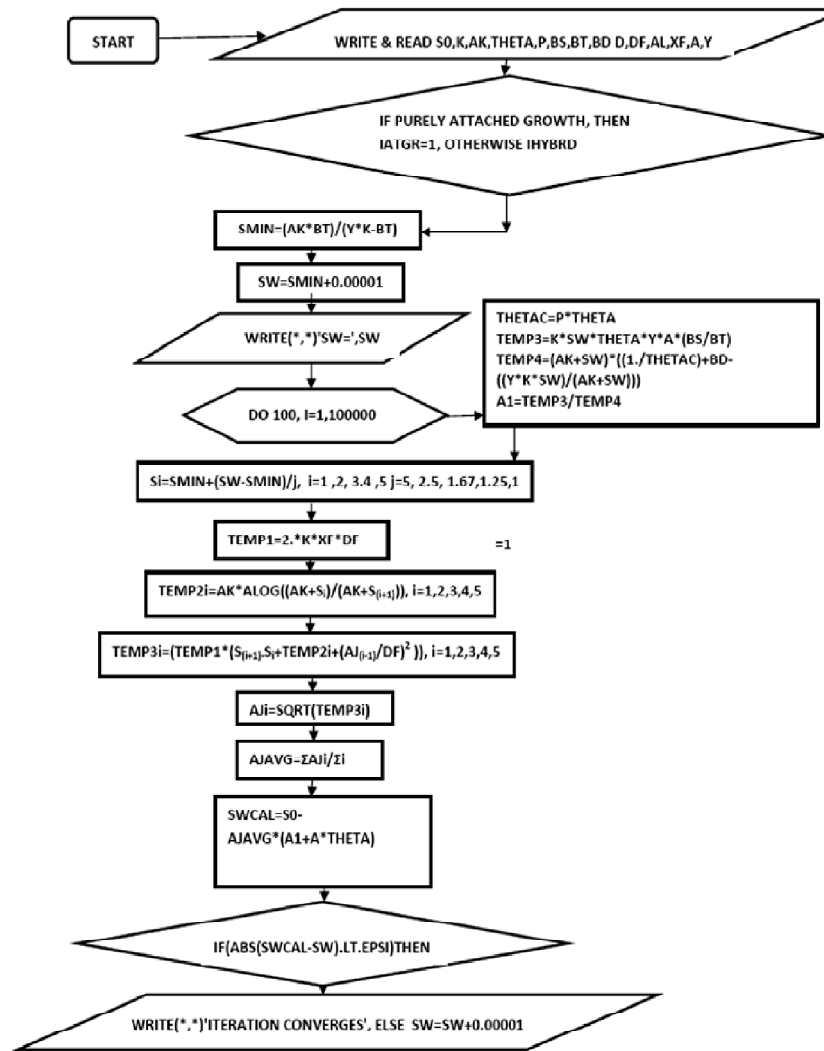 START
WRITE & READ S0,K,AK,THETA,P,BS,BT,BD D,DF,AL,XF,A,Y
IF PURELY ATTACHED GROWTH, THEN
IATGR=1, OTHERWISE IHYBRD
SMIN=(AK*BT)/(Y*K-BT)
SW=SMIN+0.00001
WRITE(*,*)'SW=',SW
THETAC=P*THETA
TEMP3=K*SW*THETA*Y*A*(BS/BT)
TEMP4=(AK+SW)*((1./THETAC)+BD-
((Y*K*SW)/(AK+SW)))
A1=TEMP3/TEMP4
DO 100, I=1,100000
Si=SMIN+(SW-SMIN)/j, i=1 ,2, 3.4 ,5 j=5, 2.5, 1.67,1.25,1
TEMP1=2.*K*XF*DF
=1
TEMP2i=AK*ALOG((AK+Si)/(AK+S(i+1))), i=1,2,3,4,5
TEMP3i=(TEMP1*(S(i+1)-Si+TEMP2i+(AJ(i-1)/DF)² )), i=1,2,3,4,5
AJi=SQRT(TEMP3i)
AJAVG=ΣAJi/Σi
SWCAL=S0-
AJAVG*(A1+A*THETA)
IF(ABS(SWCAL-SW).LT.EPSI)THEN
WRITE(*,*)'ITERATION CONVERGES', ELSE SW=SW+0.00001